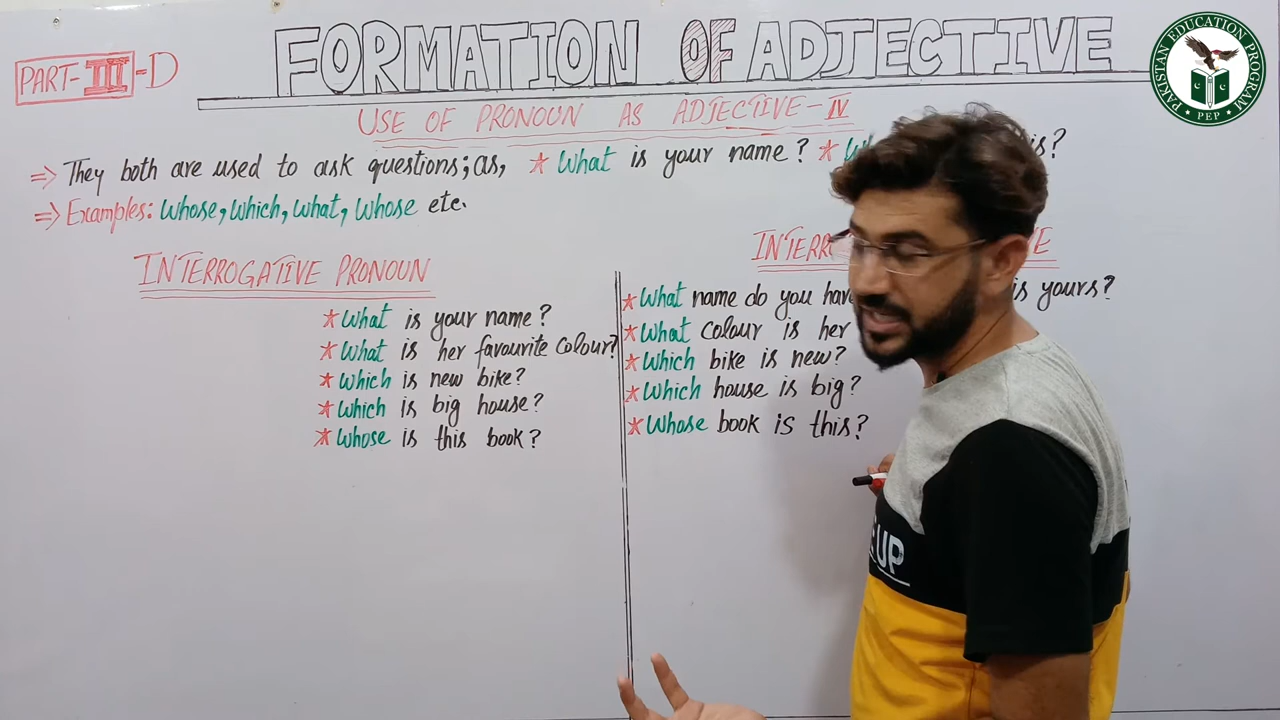 PART-III-D
FORMATION OF ADJECTIVE
PAKISTAN EDUCATION PROGRAM
PEP
USE OF PRONOUN AS ADJECTIVE-IV
⇒ They both are used to ask questions; as, * What is your name? *
⇒ Examples: Whose, Which, What, Whose etc.
INTERROGATIVE PRONOUN
* What is your name?
* What is her favourite colour?
* Which is new bike?
* Which is big house?
* Whose is this book?
* What name do you have is yours?
* What colour is her
* Which bike is new?
* Which house is big?
* Whose book is this?
UP